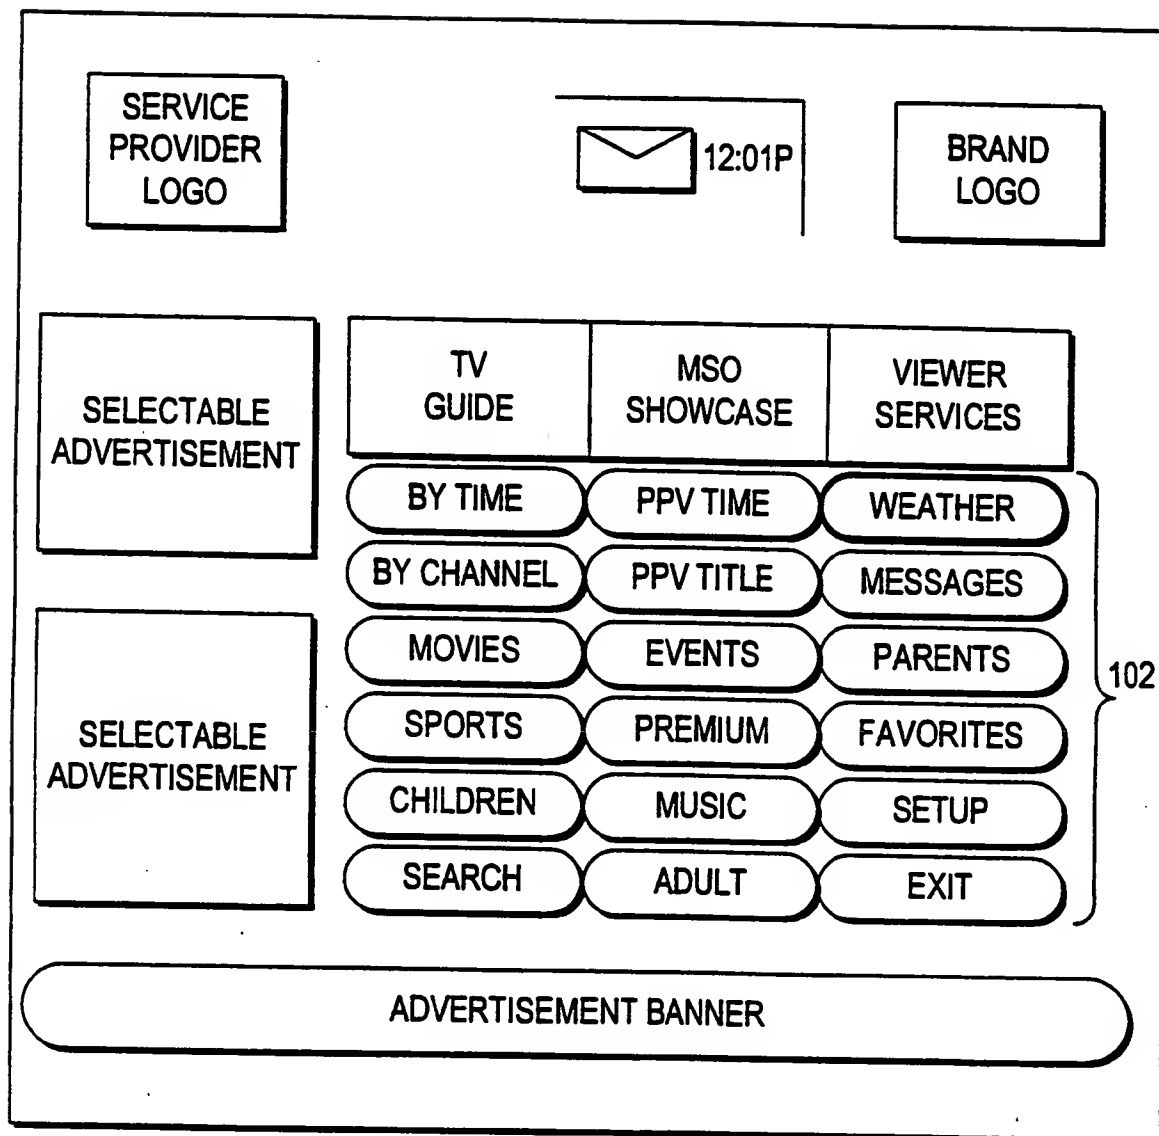 SERVICE
PROVIDER
LOGO
12:01P
BRAND
LOGO
SELECTABLE
ADVERTISEMENT
SELECTABLE
ADVERTISEMENT
TV
GUIDE
MSO
SHOWCASE
VIEWER
SERVICES
BY TIME
PPV TIME
WEATHER
BY CHANNEL
PPV TITLE
MESSAGES
MOVIES
EVENTS
PARENTS
SPORTS
PREMIUM
FAVORITES
CHILDREN
MUSIC
SETUP
SEARCH
ADULT
EXIT
102
ADVERTISEMENT BANNER